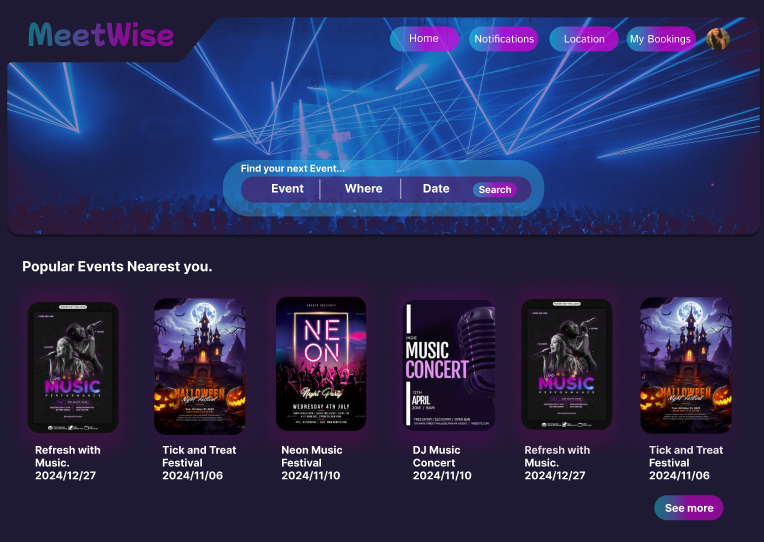 MeetWise
Home
Notifications
Location
My Bookings
Find your next Event...
Event
Where
Date
Search
Popular Events Nearest you.
MUSIC
PERFORMANCE
HALLOWEEN
Night Festival
NE
ON
Night Party
WEDNESDAY 4TH JULY
INDIE
MUSIC
CONCERT
12TH
APRIL
MUSIC
PERFORMANCE
HALLOWEEN
Night Festival
Refresh with
Music.
2024/12/27
Tick and Treat
Festival
2024/11/06
Neon Music
Festival
2024/11/10
DJ Music
Concert
2024/11/10
Refresh with
Music.
2024/12/27
Tick and Treat
Festival
2024/11/06
See more